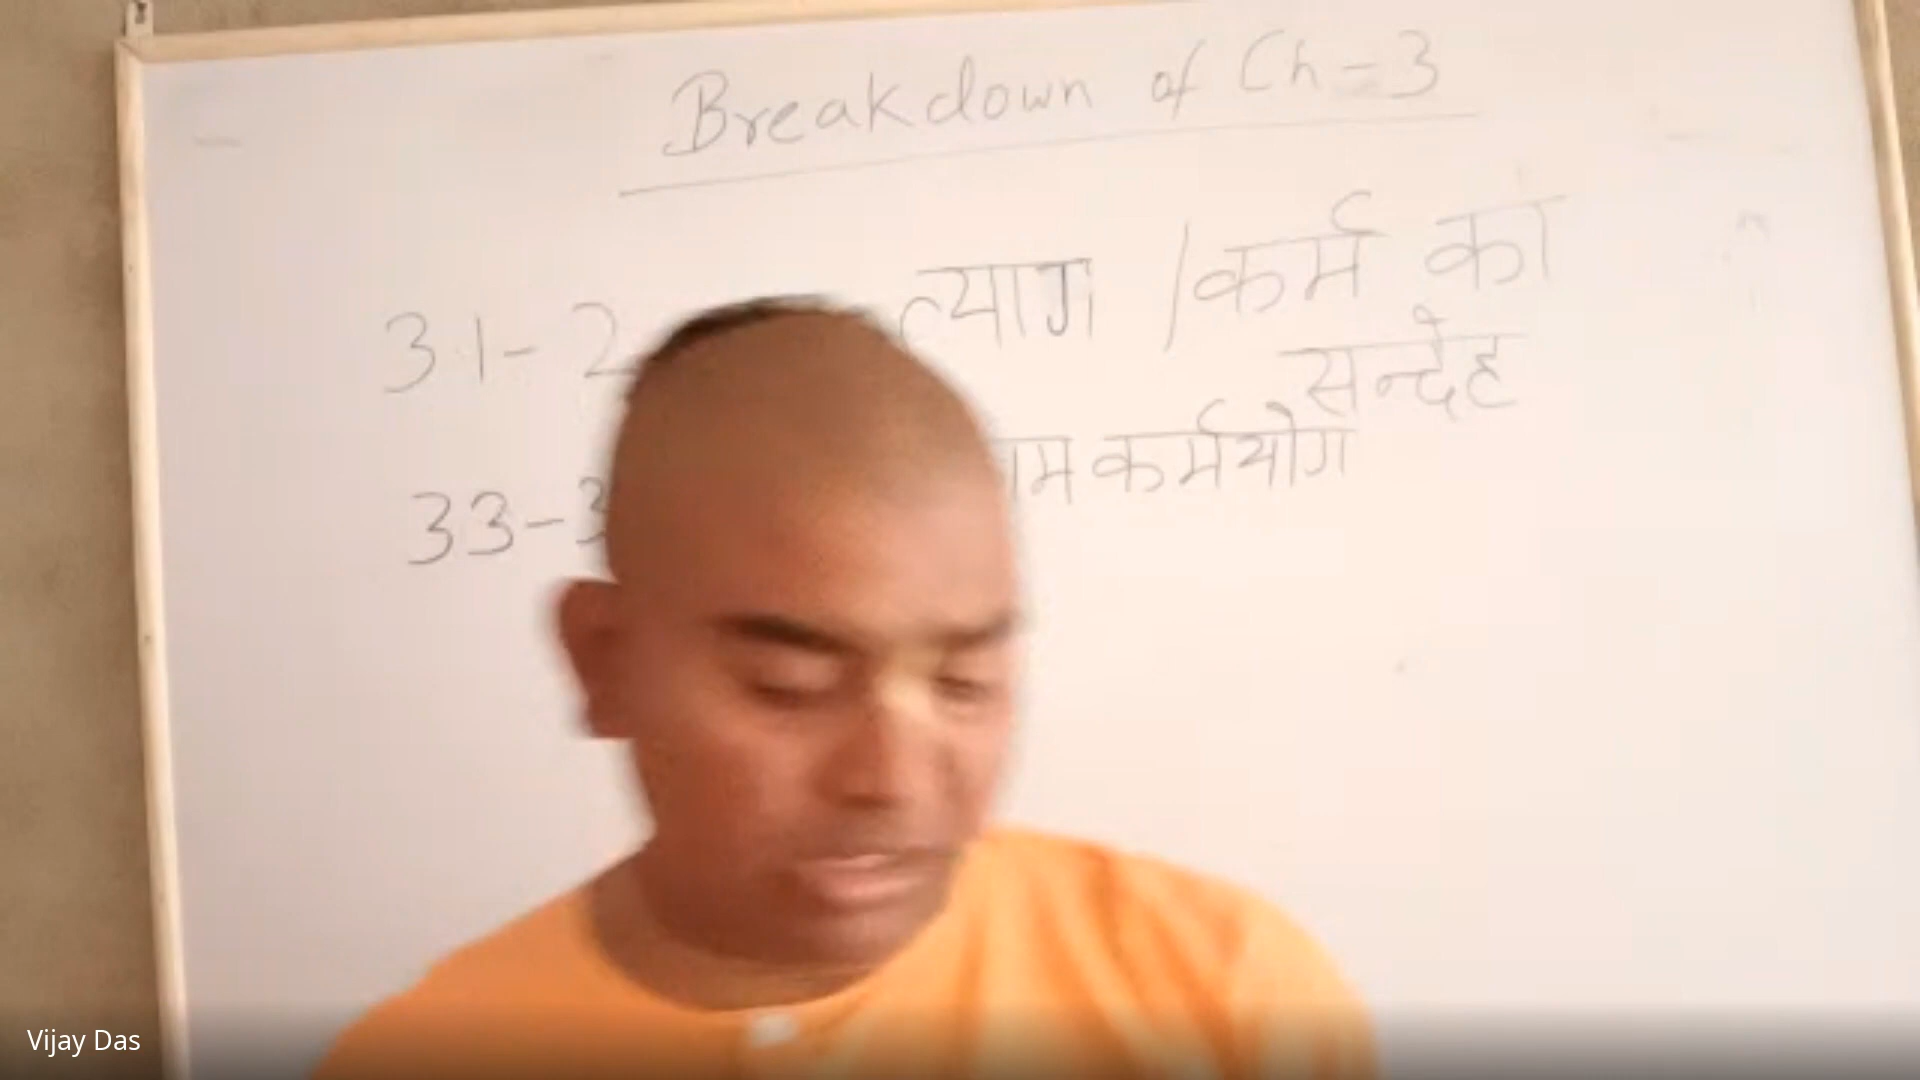 Breakdown of Ch-3
3.1-2 त्याग / कर्म का
सन्देह
33-3 कर्मयोग
Vijay Das